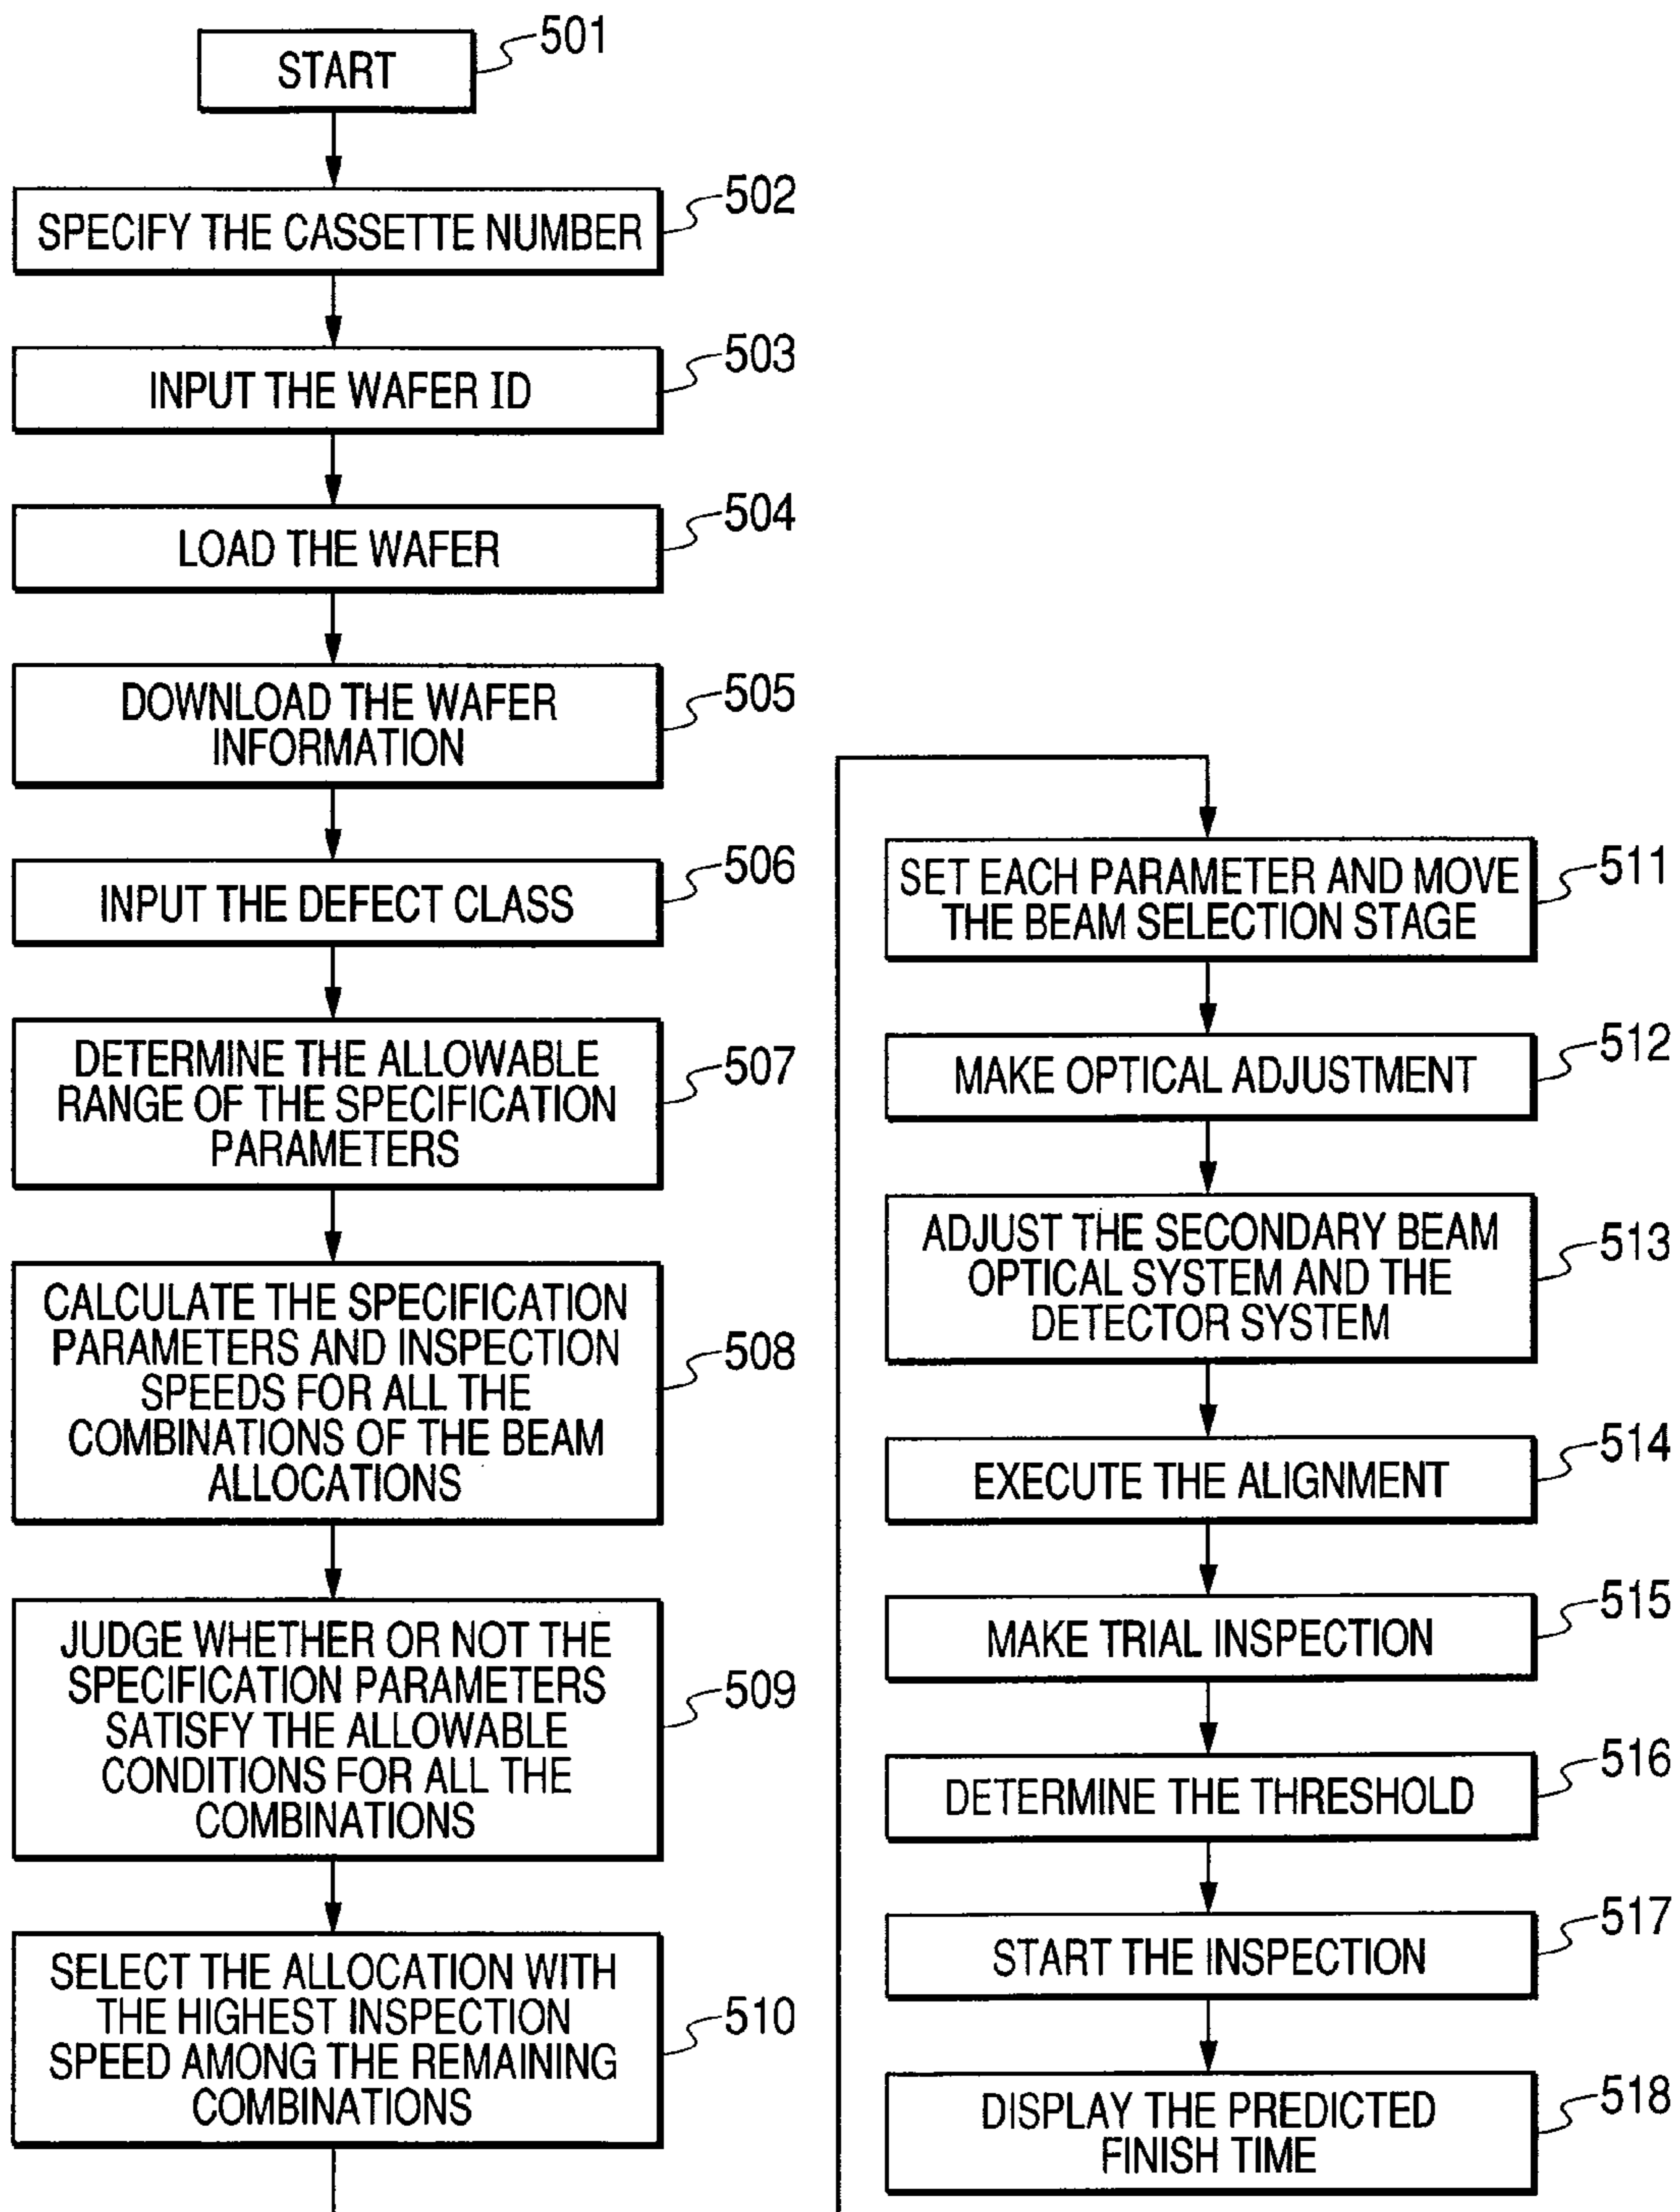 START
501
SPECIFY THE CASSETTE NUMBER
502
INPUT THE WAFER ID
503
LOAD THE WAFER
504
DOWNLOAD THE WAFER
INFORMATION
505
INPUT THE DEFECT CLASS
506
DETERMINE THE ALLOWABLE
RANGE OF THE SPECIFICATION
PARAMETERS
507
CALCULATE THE SPECIFICATION
PARAMETERS AND INSPECTION
SPEEDS FOR ALL THE
COMBINATIONS OF THE BEAM
ALLOCATIONS
508
JUDGE WHETHER OR NOT THE
SPECIFICATION PARAMETERS
SATISFY THE ALLOWABLE
CONDITIONS FOR ALL THE
COMBINATIONS
509
SELECT THE ALLOCATION WITH
THE HIGHEST INSPECTION
SPEED AMONG THE REMAINING
COMBINATIONS
510
SET EACH PARAMETER AND MOVE
THE BEAM SELECTION STAGE
511
MAKE OPTICAL ADJUSTMENT
512
ADJUST THE SECONDARY BEAM
OPTICAL SYSTEM AND THE
DETECTOR SYSTEM
513
EXECUTE THE ALIGNMENT
514
MAKE TRIAL INSPECTION
515
DETERMINE THE THRESHOLD
516
START THE INSPECTION
517
DISPLAY THE PREDICTED
FINISH TIME
518